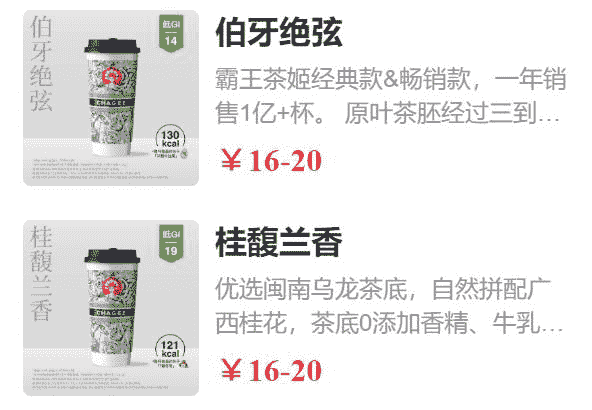 伯牙绝弦
低GI
14
CHAGEE
130
kcal
伯牙绝弦
霸王茶姬经典款&畅销款，一年销
售1亿+杯。 原叶茶胚经过三到...
￥16-20
桂馥兰香
低GI
19
CHAGEE
121
kcal
桂馥兰香
优选闽南乌龙茶底，自然拼配广
西桂花，茶底0添加香精、牛乳...
￥16-20